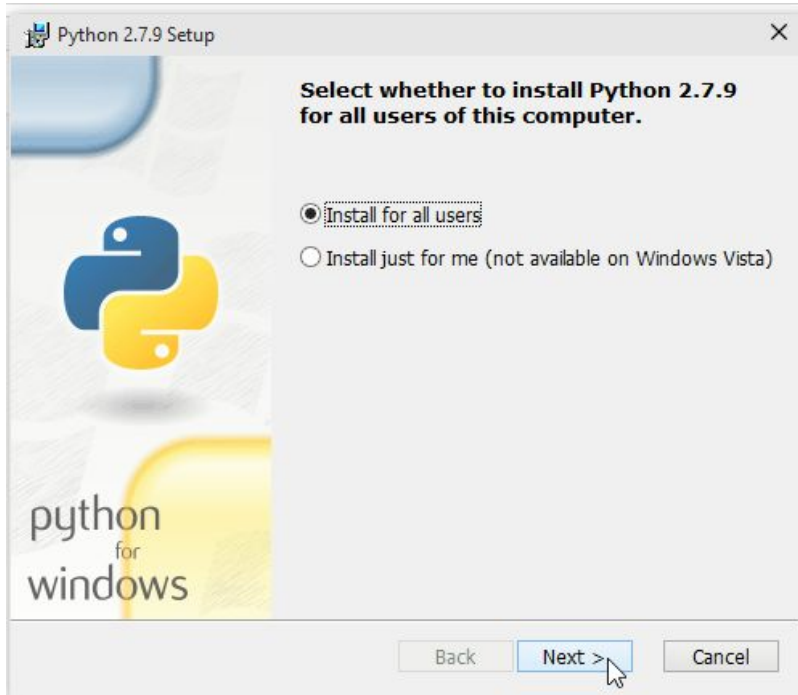 Python 2.7.9 Setup
Select whether to install Python 2.7.9
for all users of this computer.
Install for all users
Install just for me (not available on Windows Vista)
python
for
windows
Back
Next >
Cancel